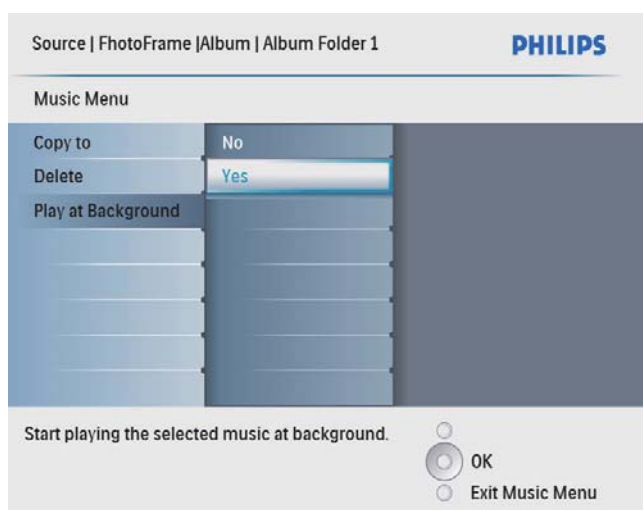 Source | FhotoFrame |Album | Album Folder 1
PHILIPS
Music Menu
Copy to
No
Delete
Yes
Play at Background
Start playing the selected music at background.
OK
Exit Music Menu